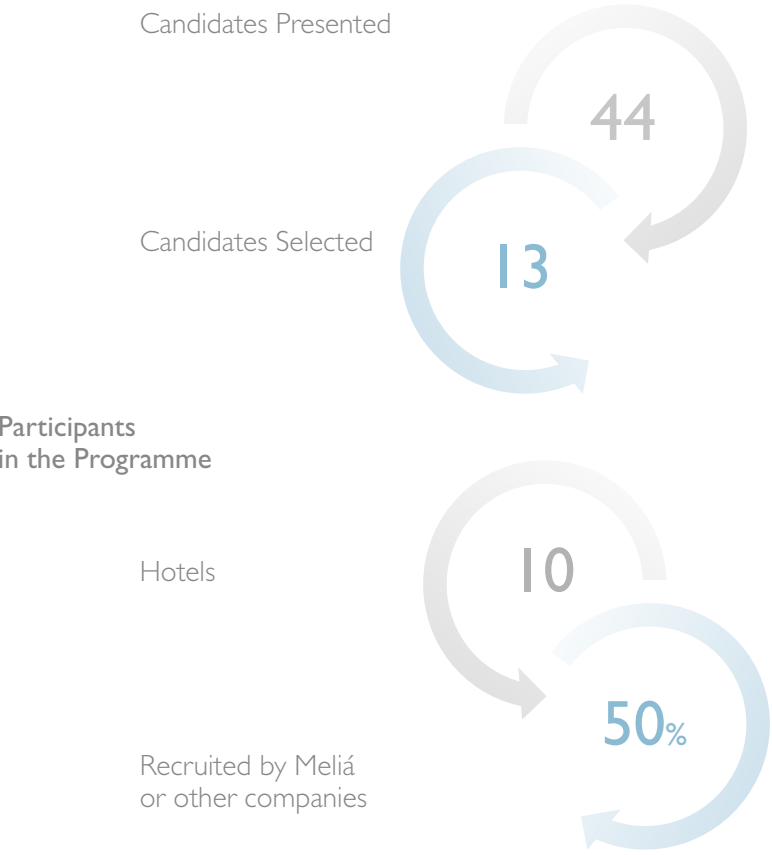 Candidates Presented
44
Candidates Selected
13
Participants
in the Programme
Hotels
10
50%
Recruited by Meliá
or other companies